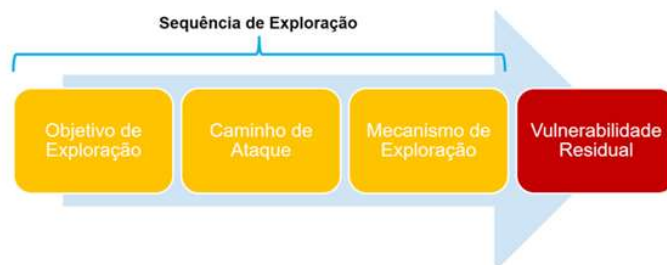 Sequência de Exploração
Objetivo de
Exploração
Caminho de
Ataque
Mecanismo de
Exploração
Vulnerabilidade
Residual